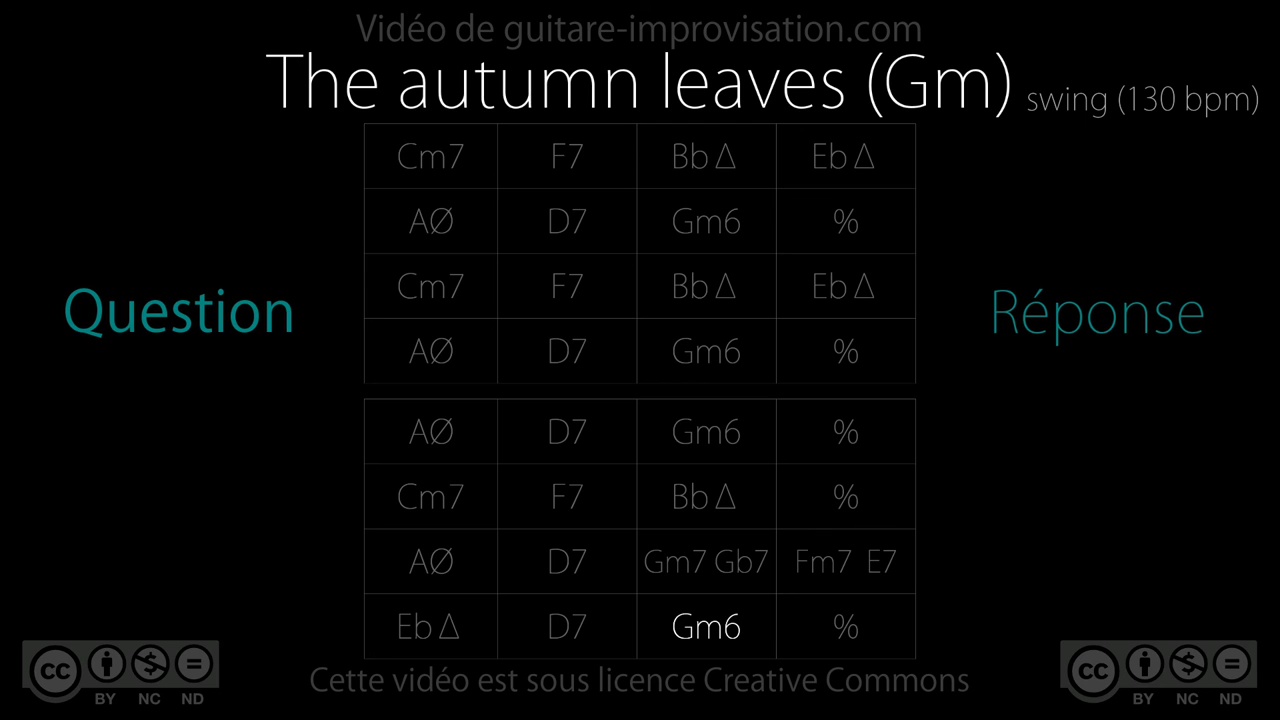 Vidéo de guitare-improvisation.com
The autumn leaves (Gm) swing (130 bpm)
Cm7 F7 Bb Δ Eb Δ
AØ D7 Gm6 %
Cm7 F7 Bb Δ Eb Δ
Question Réponse
AØ D7 Gm6 %
AØ D7 Gm6 %
Cm7 F7 Bb Δ %
AØ D7 Gm7 Gb7 Fm7 E7
Eb Δ D7 Gm6 %
cc BY NC ND
Cette vidéo est sous licence Creative Commons
cc BY NC ND